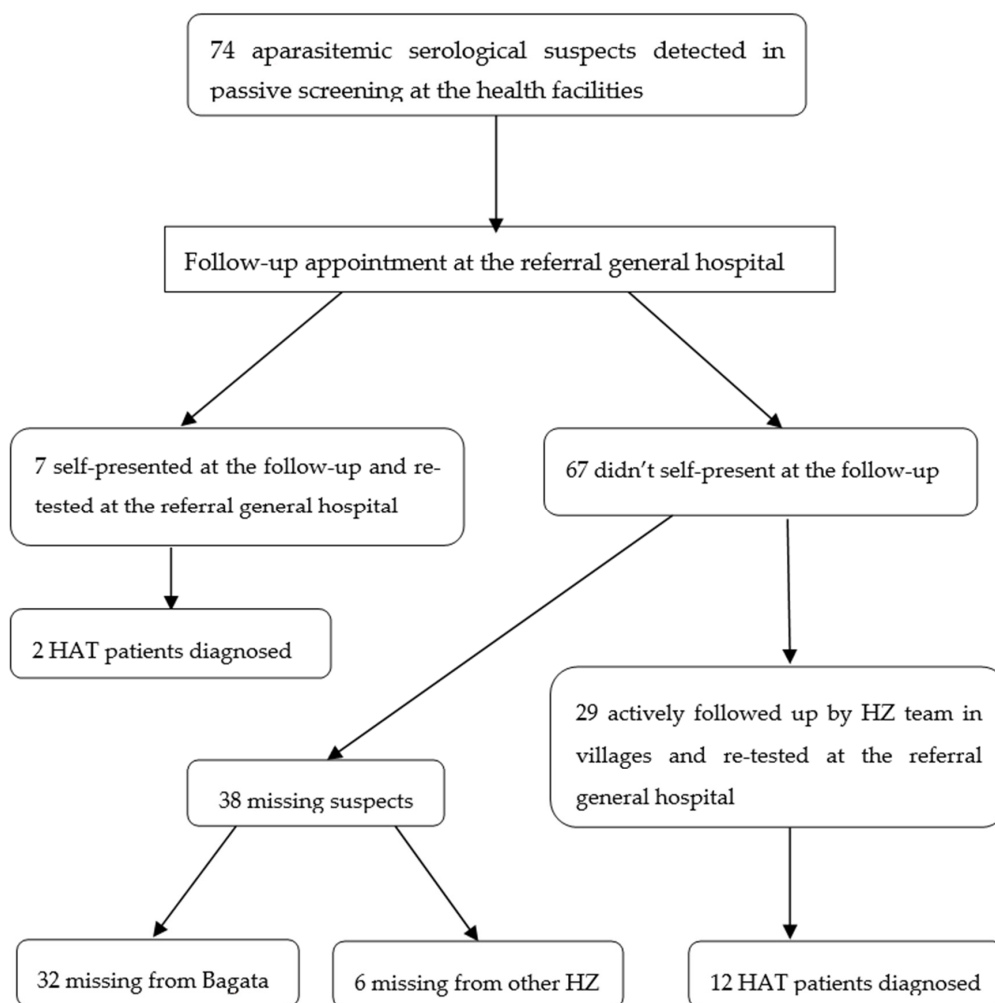 74 aparasitemic serological suspects detected in
passive screening at the health facilities
Follow-up appointment at the referral general hospital
7 self-presented at the follow-up and re-
tested at the referral general hospital
67 didn't self-present at the follow-up
2 HAT patients diagnosed
29 actively followed up by HZ team in
villages and re-tested at the referral
general hospital
38 missing suspects
32 missing from Bagata
6 missing from other HZ
12 HAT patients diagnosed